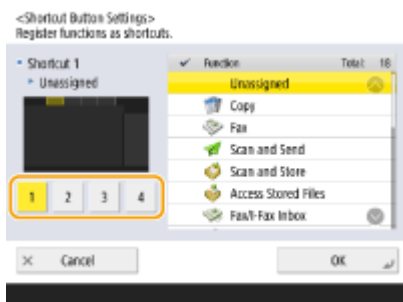 <Shortcut Button Settings>
Register functions as shortcuts.
Shortcut 1
Unassigned
1 2 3 4
✓ Function Total: 18
Unassigned
Copy
Fax
Scan and Send
Scan and Store
Access Stored Files
Fax/I-Fax Inbox
× Cancel
OK